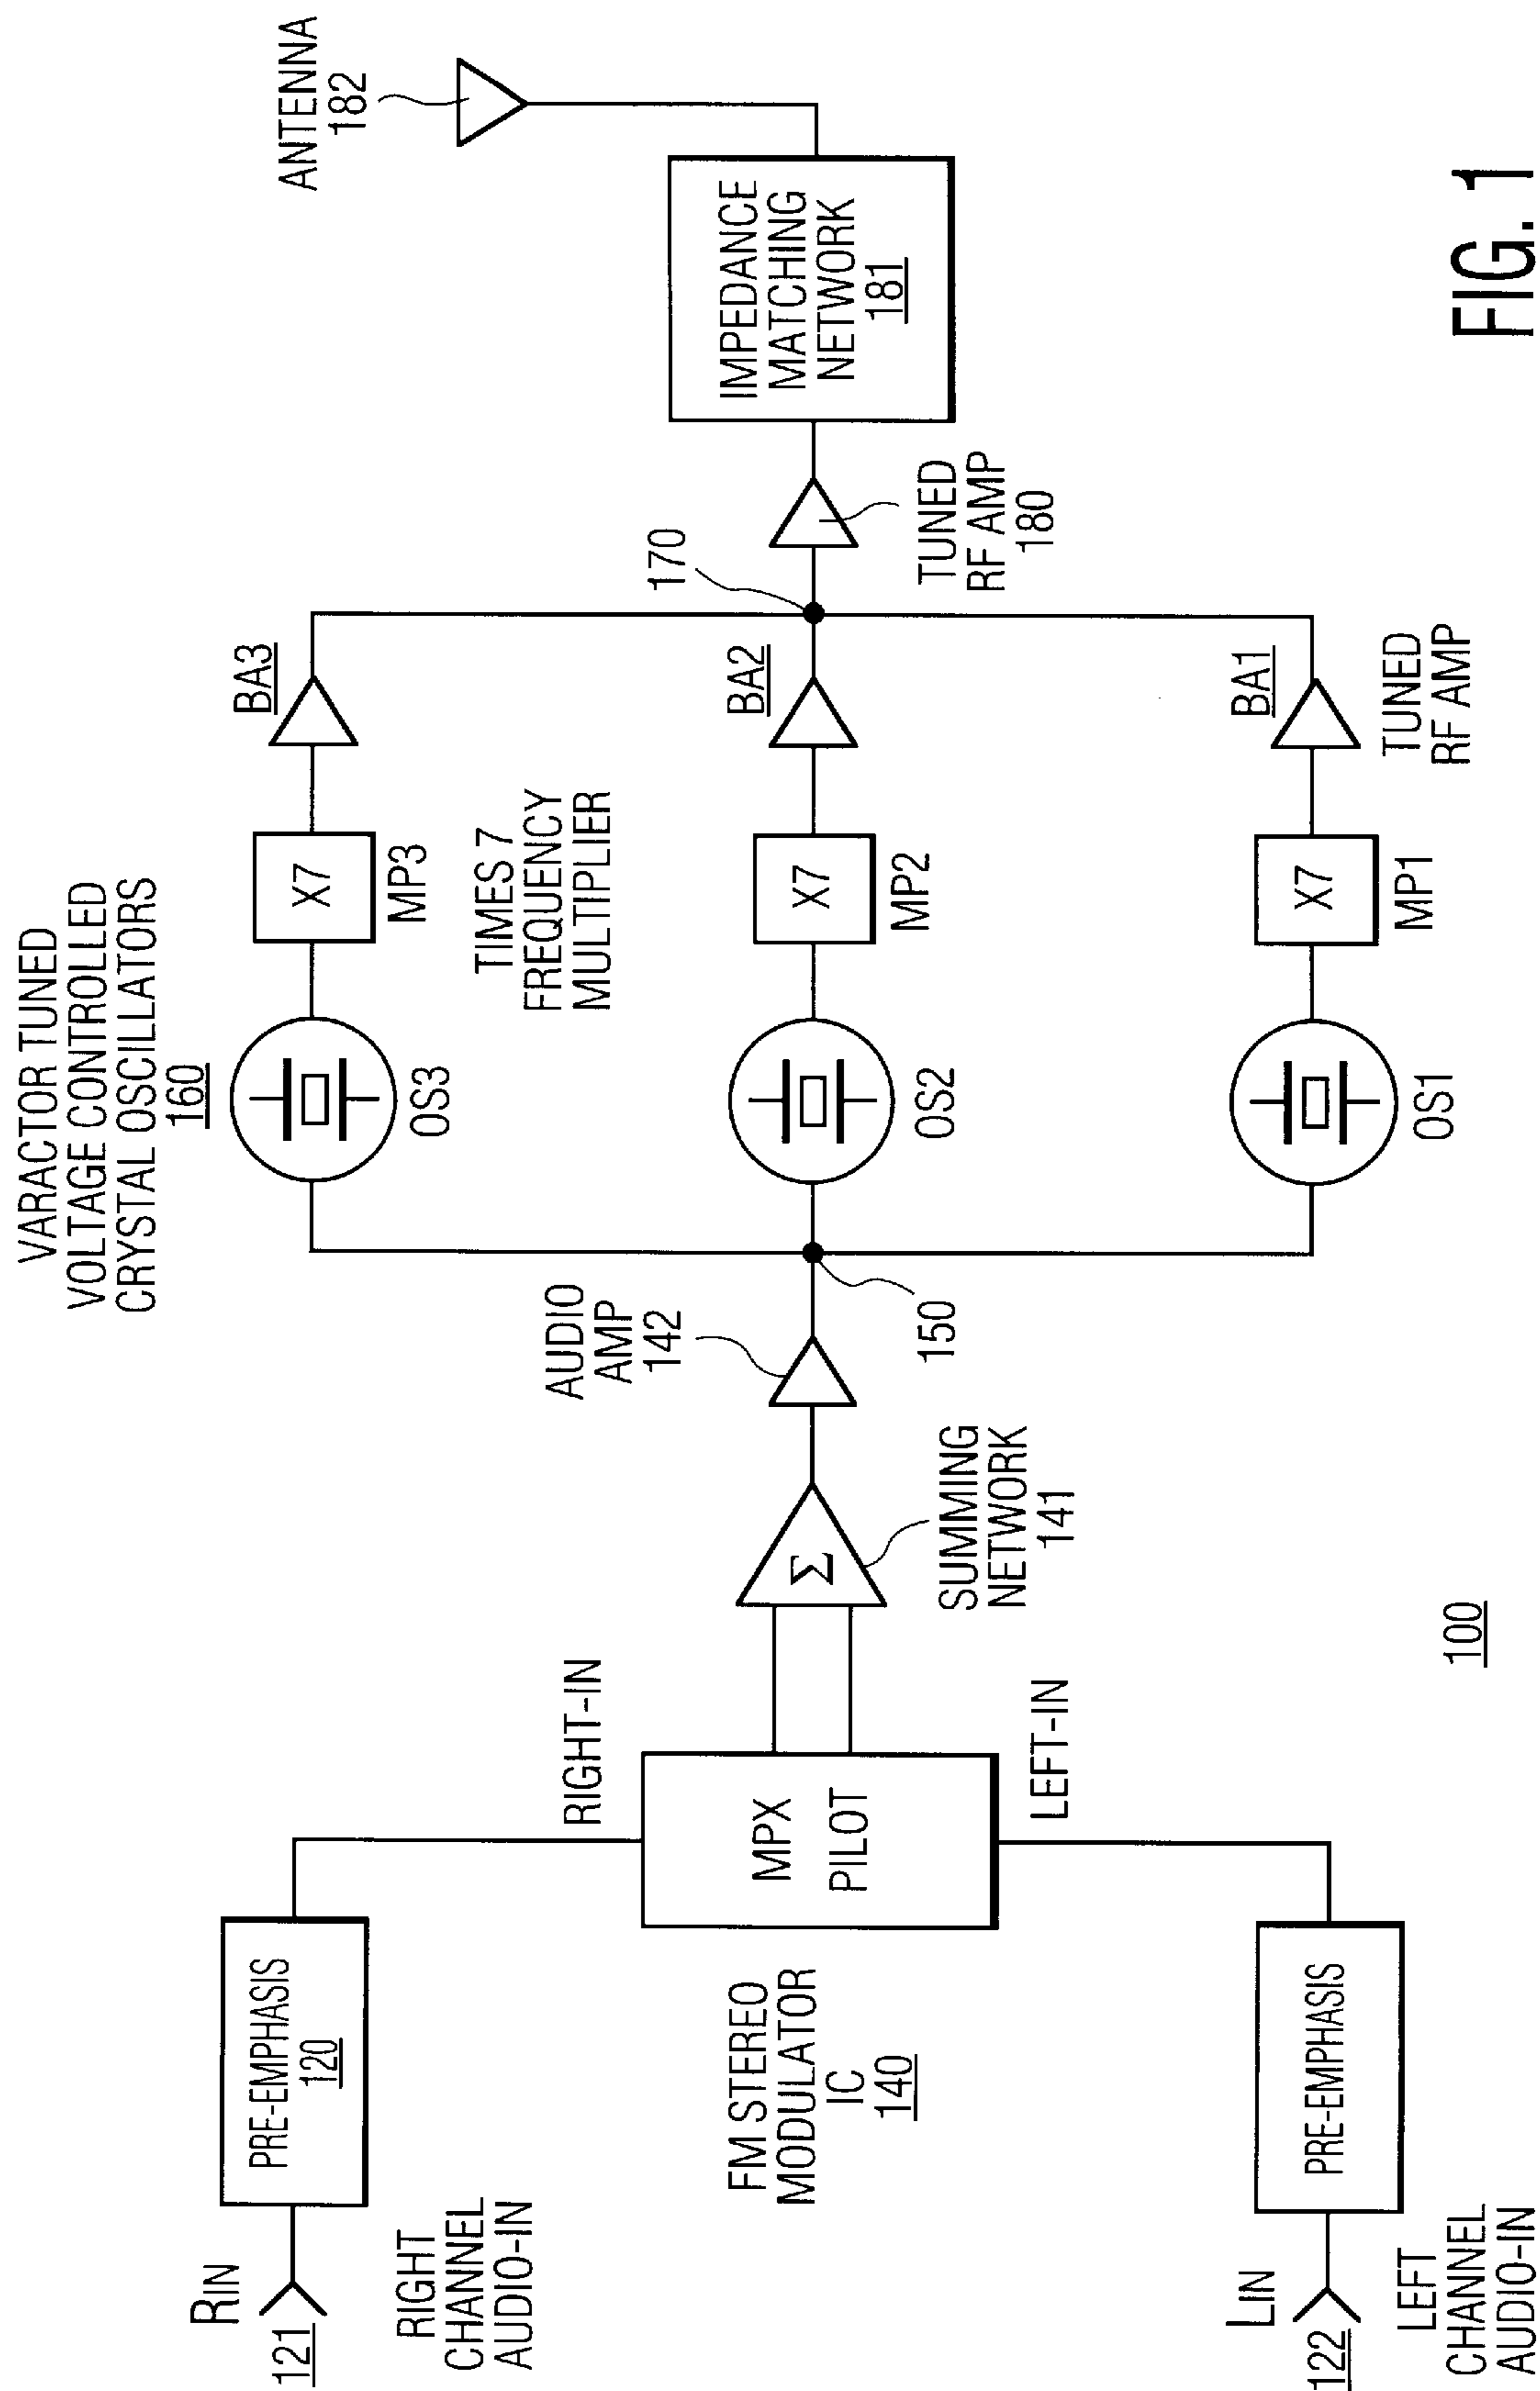 VARACTOR TUNED
VOLTAGE CONTROLLED
CRYSTAL OSCILLATORS
160
ANTENNA
182
RIN
121
RIGHT
CHANNEL
AUDIO-IN
PRE-EMPHASIS
120
RIGHT-IN
FM STEREO
MODULATOR
IC
140
MPX
PILOT
LEFT-IN
LIN
122
LEFT
CHANNEL
AUDIO-IN
PRE-EMPHASIS
Σ
SUMMING
NETWORK
141
AUDIO
AMP
142
150
OS3
X7
MP3
BA3
TIMES 7
FREQUENCY
MULTIPLIER
OS2
X7
MP2
BA2
OS1
X7
MP1
BA1
TUNED
RF AMP
170
TUNED
RF AMP
180
IMPEDANCE
MATCHING
NETWORK
181
100
FIG. 1